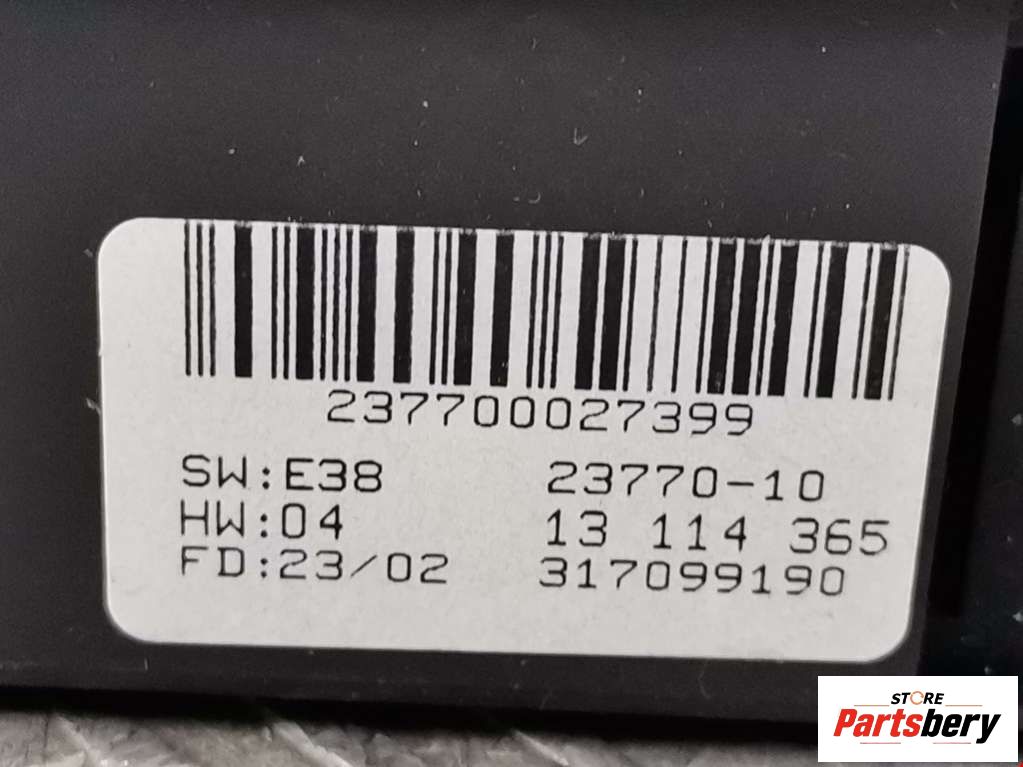 237700027399
SW:E38 23770-10
HW:04 13 114 365
FD:23/02 317099190
STORE
Partsbery